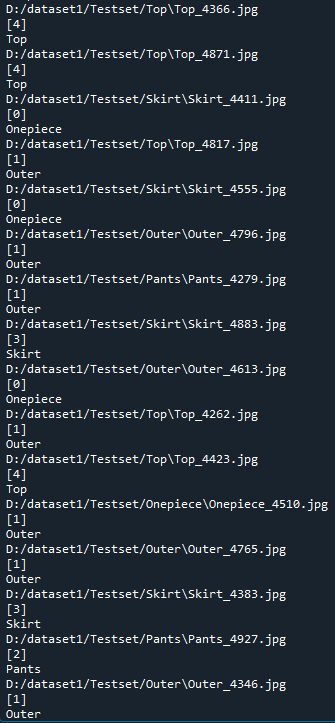 D:/dataset1/Testset/Top\Top_4366.jpg
[4]
Top
D:/dataset1/Testset/Top\Top_4871.jpg
[4]
Top
D:/dataset1/Testset/Skirt\Skirt_4411.jpg
[0]
Onepiece
D:/dataset1/Testset/Top\Top_4817.jpg
[1]
Outer
D:/dataset1/Testset/Skirt\Skirt_4555.jpg
[0]
Onepiece
D:/dataset1/Testset/Outer\Outer_4796.jpg
[1]
Outer
D:/dataset1/Testset/Pants\Pants_4279.jpg
[1]
Outer
D:/dataset1/Testset/Skirt\Skirt_4883.jpg
[3]
Skirt
D:/dataset1/Testset/Outer\Outer_4613.jpg
[0]
Onepiece
D:/dataset1/Testset/Top\Top_4262.jpg
[1]
Outer
D:/dataset1/Testset/Top\Top_4423.jpg
[4]
Top
D:/dataset1/Testset/Onepiece\Onepiece_4510.jpg
[1]
Outer
D:/dataset1/Testset/Outer\Outer_4765.jpg
[1]
Outer
D:/dataset1/Testset/Skirt\Skirt_4383.jpg
[3]
Skirt
D:/dataset1/Testset/Pants\Pants_4927.jpg
[2]
Pants
D:/dataset1/Testset/Outer\Outer_4346.jpg
[1]
Outer